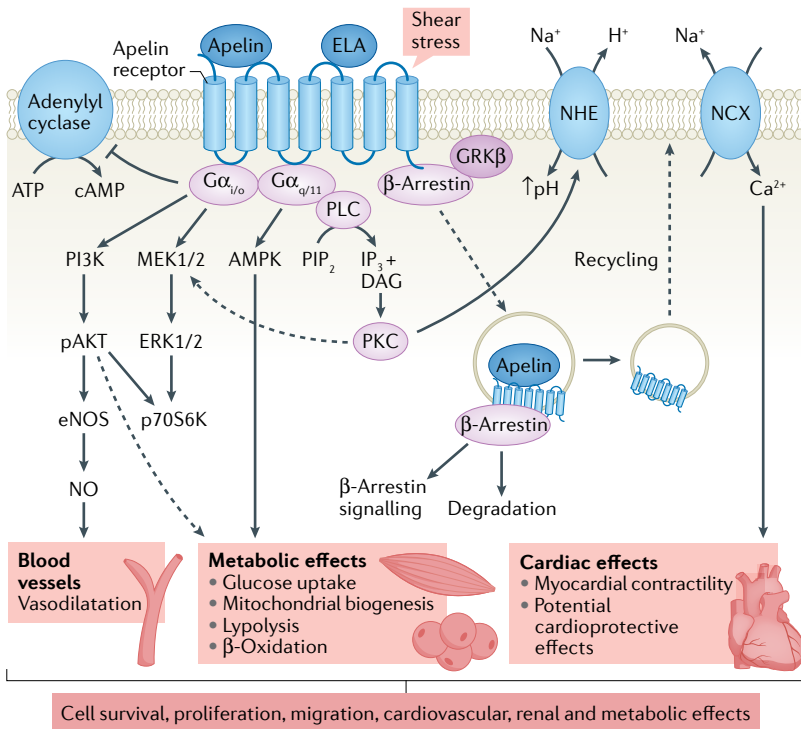 Shear
stress
Apelin
receptor
Apelin
ELA
Na⁺
H⁺
Na⁺
Adenylyl
cyclase
NHE
NCX
GRKβ
Gαi/o
Gαq/11
β-Arrestin
ATP
cAMP
PLC
↑pH
Ca²⁺
PI3K
MEK1/2
AMPK
PIP₂
IP₃ +
DAG
Recycling
pAKT
ERK1/2
PKC
Apelin
eNOS
p70S6K
β-Arrestin
NO
β-Arrestin
signalling
Degradation
Blood
vessels
Vasodilatation
Metabolic effects
• Glucose uptake
• Mitochondrial biogenesis
• Lypolysis
• β-Oxidation
Cardiac effects
• Myocardial contractility
• Potential
cardioprotective
effects
Cell survival, proliferation, migration, cardiovascular, renal and metabolic effects